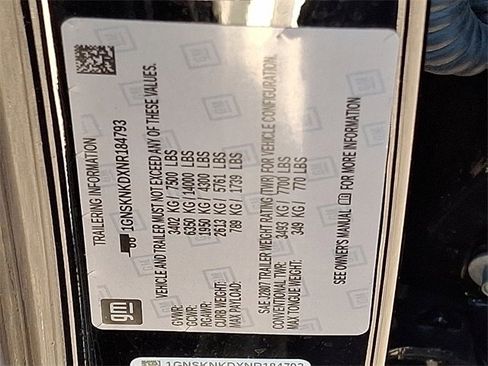 gm
TRAILERING INFORMATION
1GNSKNKDXNR184793
VEHICLE AND TRAILER MUST NOT EXCEED ANY OF THESE VALUES.
GVWR: 3402 KG / 7500 LBS
GCWR: 6350 KG / 14000 LBS
RGAWR: 1950 KG / 4300 LBS
CURB WEIGHT: 2613 KG / 5761 LBS
MAX PAYLOAD: 789 KG / 1739 LBS
SAE J2807 TRAILER WEIGHT RATING (TWR) FOR VEHICLE CONFIGURATION.
CONVENTIONAL TWR: 3493 KG / 7700 LBS
MAX TONGUE WEIGHT: 349 KG / 770 LBS
SEE OWNER'S MANUAL FOR MORE INFORMATION
1GNSKNKDXNR184793